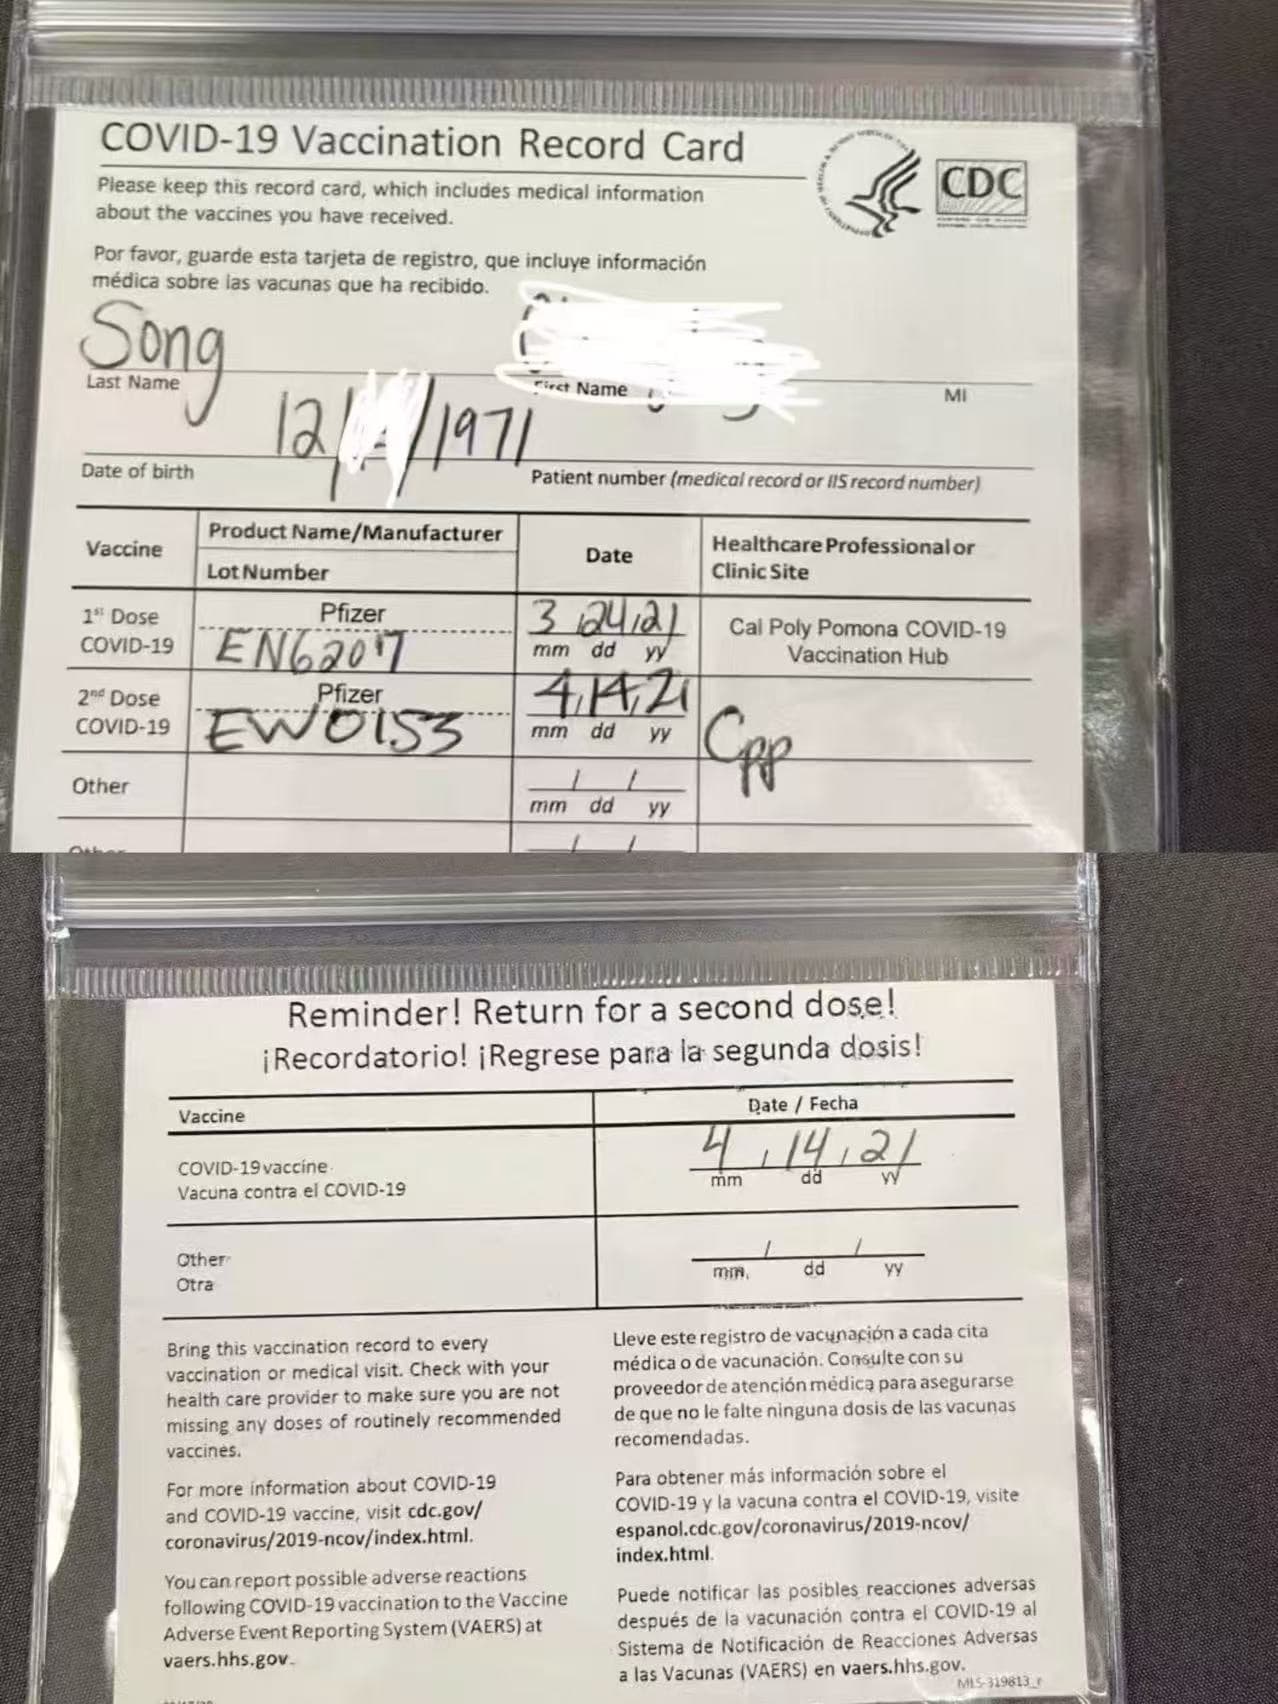 COVID-19 Vaccination Record Card
CDC
Please keep this record card, which includes medical information
about the vaccines you have received.
Por favor, guarde esta tarjeta de registro, que incluye información
médica sobre las vacunas que ha recibido.
Song
Last Name First Name MI
12/ /1971
Date of birth Patient number (medical record or IIS record number)
Vaccine Product Name/Manufacturer Date Healthcare Professional or
Lot Number Clinic Site
1st Dose Pfizer 3/24/21 Cal Poly Pomona COVID-19
COVID-19 EN6207 mm dd yy Vaccination Hub
2nd Dose Pfizer 4/14/21 Cpp
COVID-19 EW0153 mm dd yy
Other / /
mm dd yy
Other / /
Reminder! Return for a second dose!
¡Recordatorio! ¡Regrese para la segunda dosis!
Vaccine Date / Fecha
COVID-19 vaccine 4/14/21
Vacuna contra el COVID-19 mm dd yy
Other / /
Otra mm dd yy
Bring this vaccination record to every
vaccination or medical visit. Check with your
health care provider to make sure you are not
missing any doses of routinely recommended
vaccines.
For more information about COVID-19
and COVID-19 vaccine, visit cdc.gov/
coronavirus/2019-ncov/index.html.
You can report possible adverse reactions
following COVID-19 vaccination to the Vaccine
Adverse Event Reporting System (VAERS) at
vaers.hhs.gov.
Lleve este registro de vacunación a cada cita
médica o de vacunación. Consulte con su
proveedor de atención médica para asegurarse
de que no le falte ninguna dosis de las vacunas
recomendadas.
Para obtener más información sobre el
COVID-19 y la vacuna contra el COVID-19, visite
espanol.cdc.gov/coronavirus/2019-ncov/
index.html.
Puede notificar las posibles reacciones adversas
después de la vacunación contra el COVID-19 al
Sistema de Notificación de Reacciones Adversas
a las Vacunas (VAERS) en vaers.hhs.gov.
MLS-319813_r